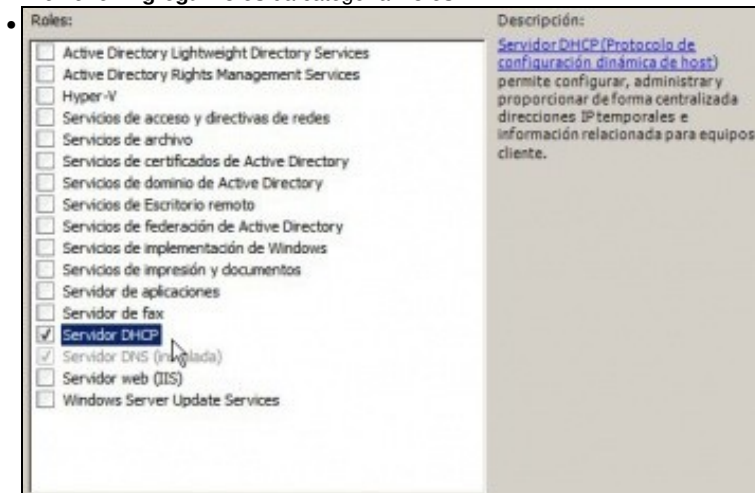 Roles:
Active Directory Lightweight Directory Services
Active Directory Rights Management Services
Hyper-V
Servicios de acceso y directivas de redes
Servicios de archivo
Servicios de certificados de Active Directory
Servicios de dominio de Active Directory
Servicios de Escritorio remoto
Servicios de federación de Active Directory
Servicios de implementación de Windows
Servicios de impresión y documentos
Servidor de aplicaciones
Servidor de fax
Servidor DHCP
Servidor DNS
Servidor web (IIS)
Windows Server Update Services
Descripción:
Servidor DHCP (Protocolo de
configuración dinámica de host)
permite configurar, administrar y
proporcionar de forma centralizada
direcciones IP temporales e
información relacionada para equipos
cliente.